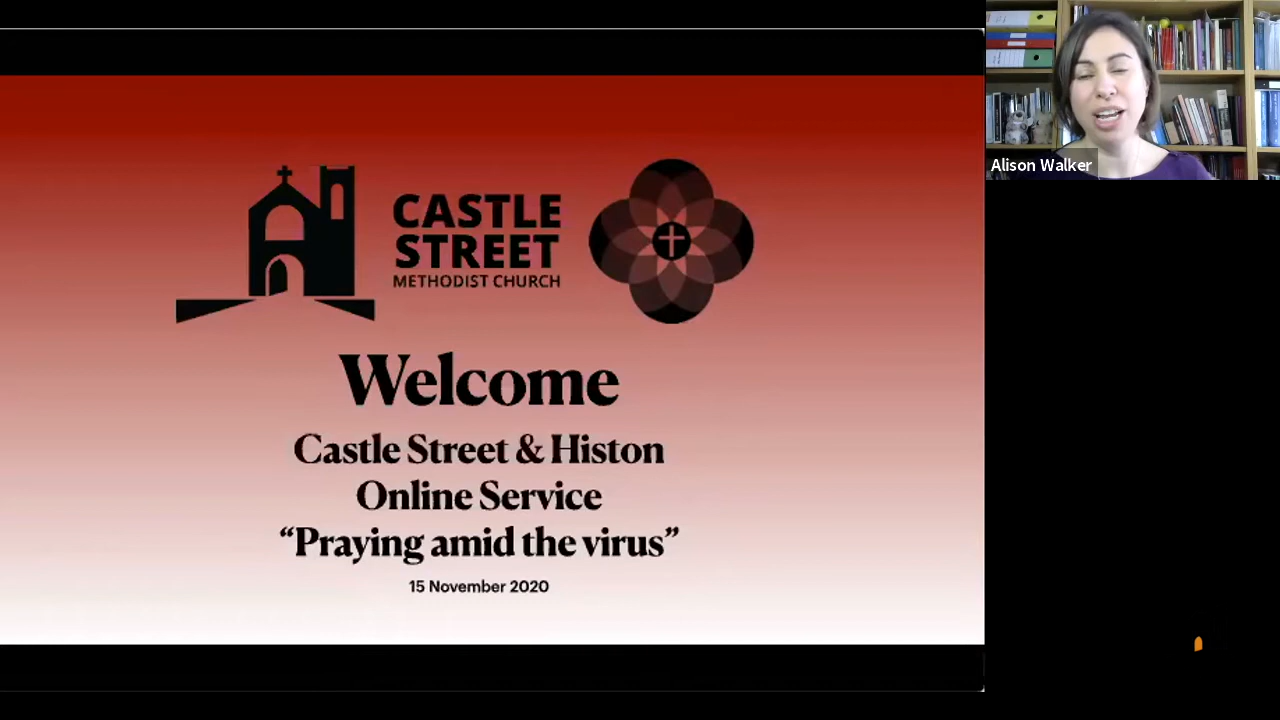 CASTLE
STREET
METHODIST CHURCH
Welcome
Castle Street & Histon
Online Service
“Praying amid the virus”
15 November 2020
Alison Walker